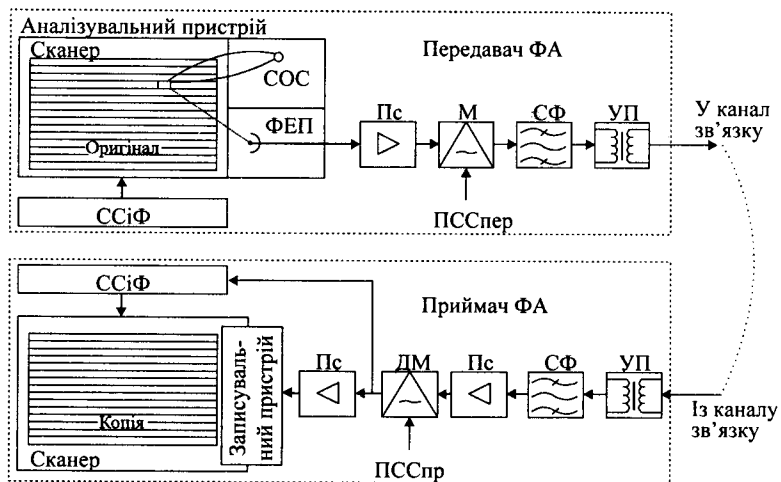 Аналізувальний пристрій
Сканер
СОС
ФЕП
Оригінал
ССіФ
Передавач ФА
Пс
М
СФ
УП
ПССпер
У канал
зв’язку
ССіФ
Приймач ФА
Копія
Сканер
Записуваль-
ний пристрій
Пс
ДМ
Пс
СФ
УП
ПССпр
Із каналу
зв’язку